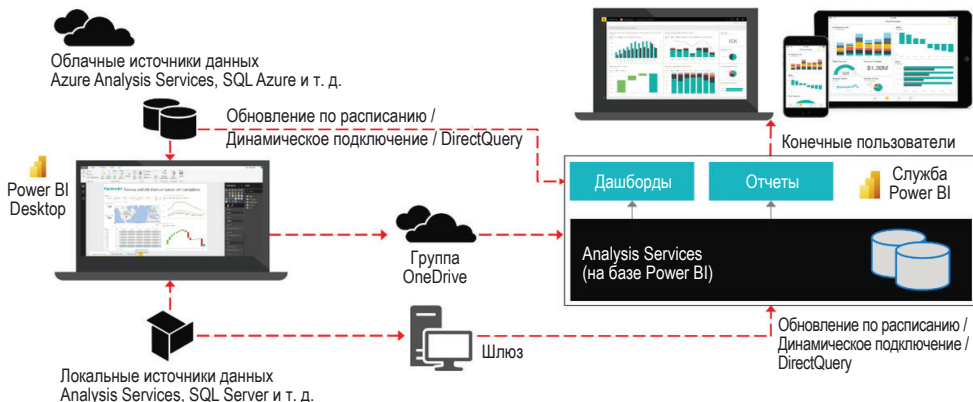 Облачные источники данных
Azure Analysis Services, SQL Azure и т. д.
Обновление по расписанию /
Динамическое подключение / DirectQuery
Конечные пользователи
Power BI
Desktop
Дашборды
Отчеты
Служба
Power BI
Группа
OneDrive
Analysis Services
(на базе Power BI)
Шлюз
Обновление по расписанию /
Динамическое подключение /
DirectQuery
Локальные источники данных
Analysis Services, SQL Server и т. д.